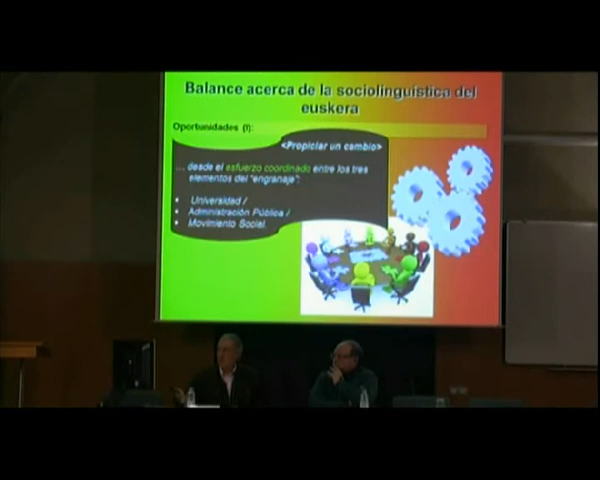 Balance acerca de la sociolinguística del
euskera
Oportunidades (I):
<Propiciar un cambio>
… desde el esfuerzo coordinado entre los tres
elementos del "engranaje":
• Universidad /
• Administración Pública /
• Movimiento Social.